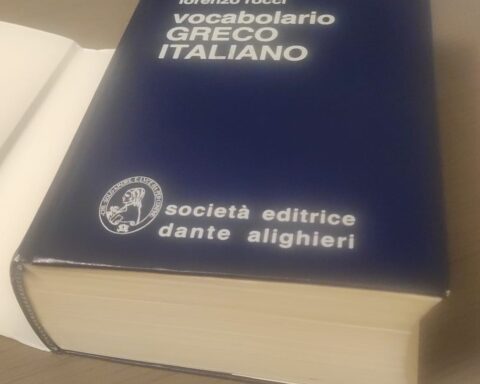 lorenzo rocci
vocabolario
GRECO
ITALIANO
società editrice
dante alighieri